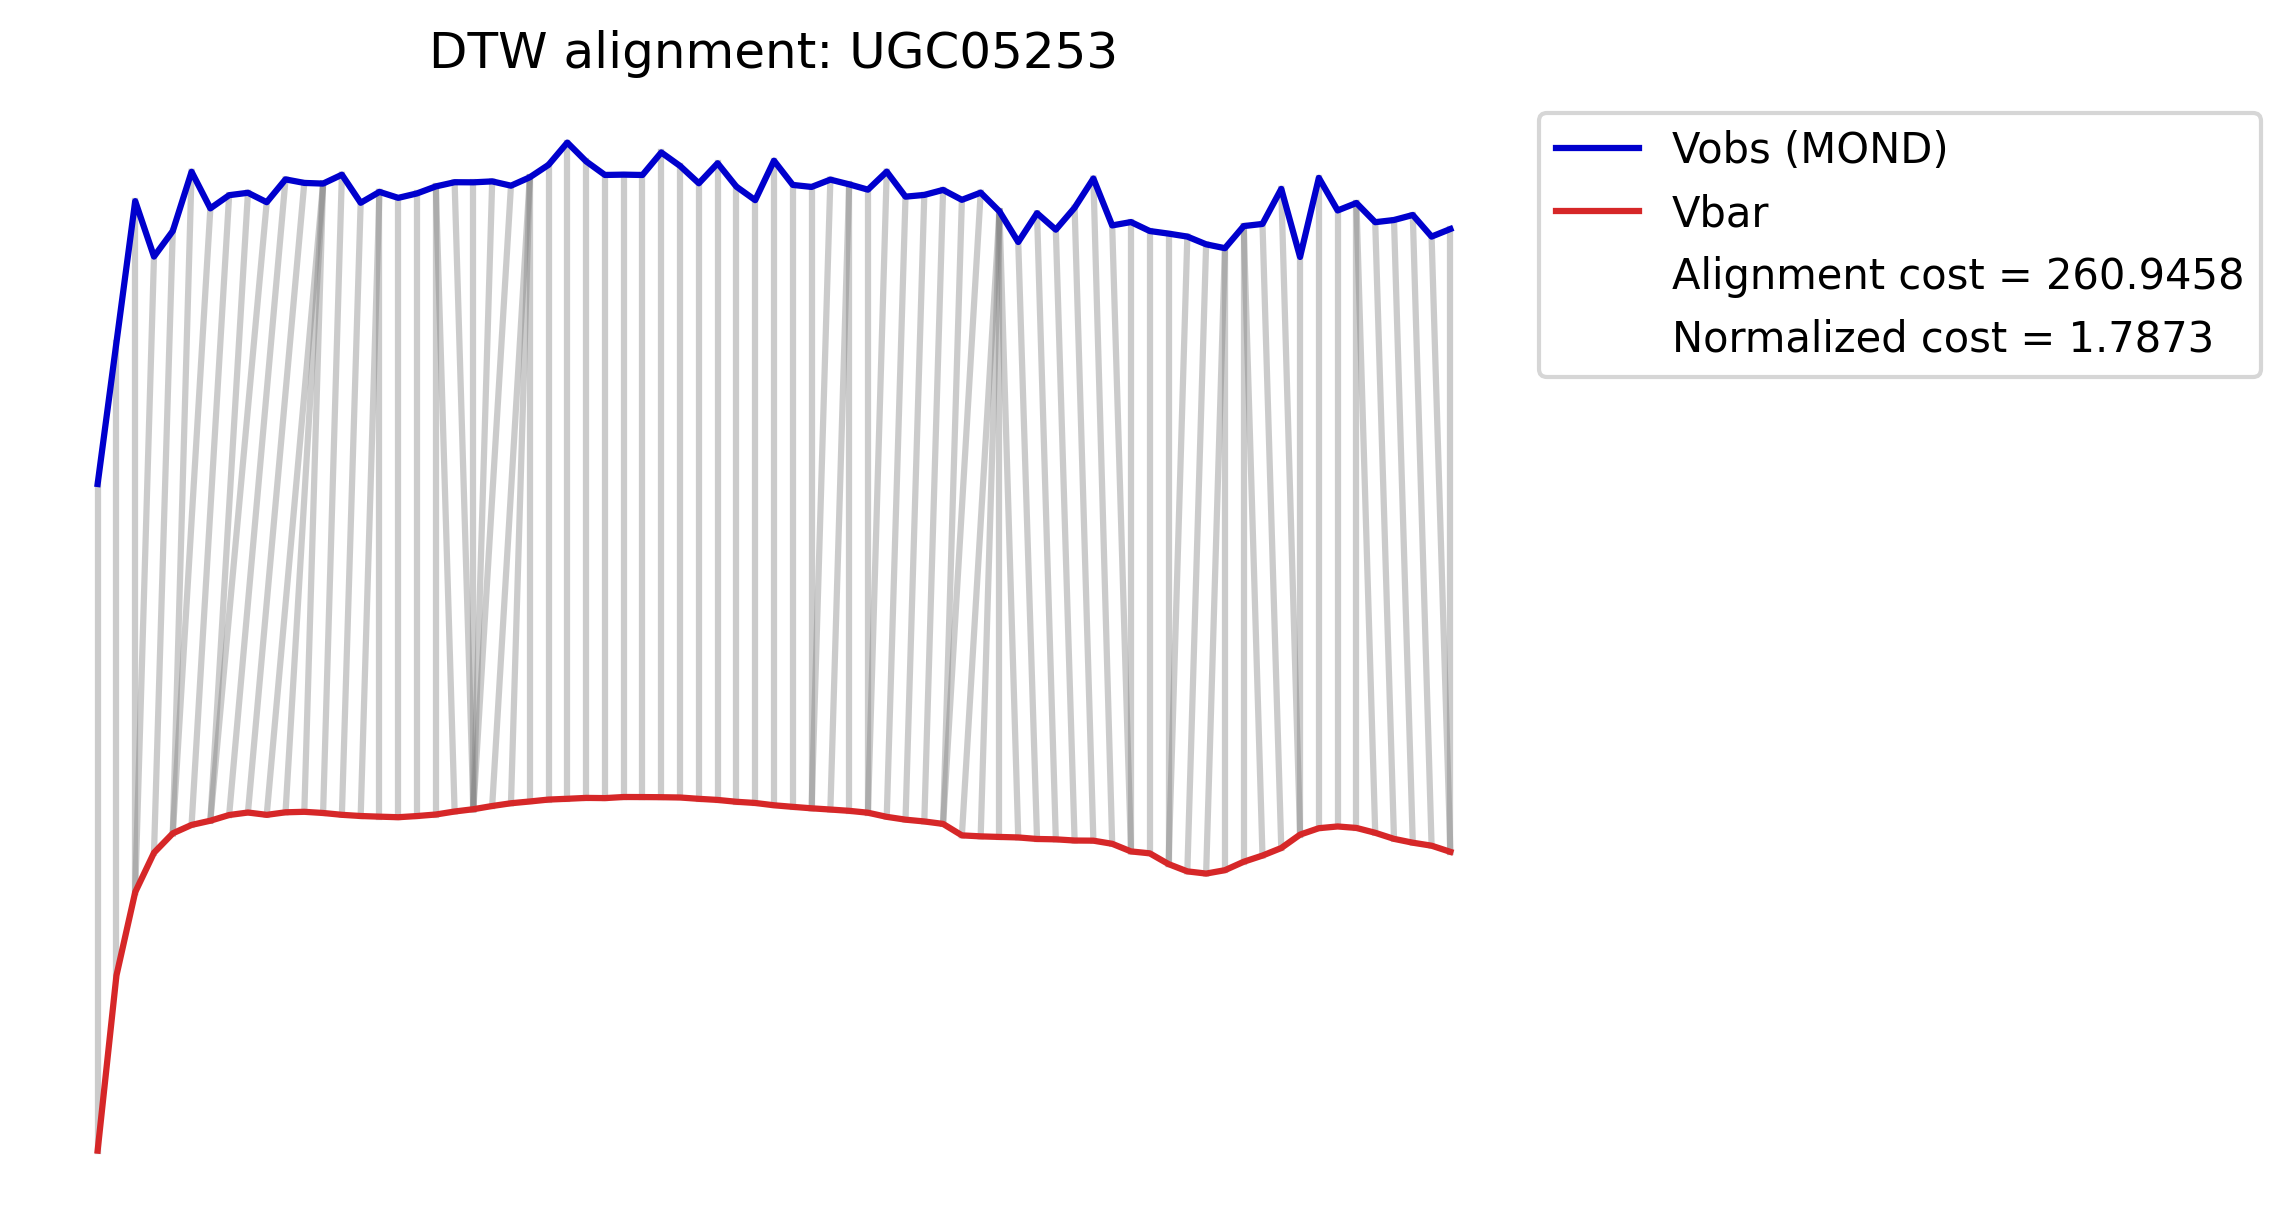 DTW alignment: UGC05253
Vobs (MOND)
Vbar
Alignment cost = 260.9458
Normalized cost = 1.7873